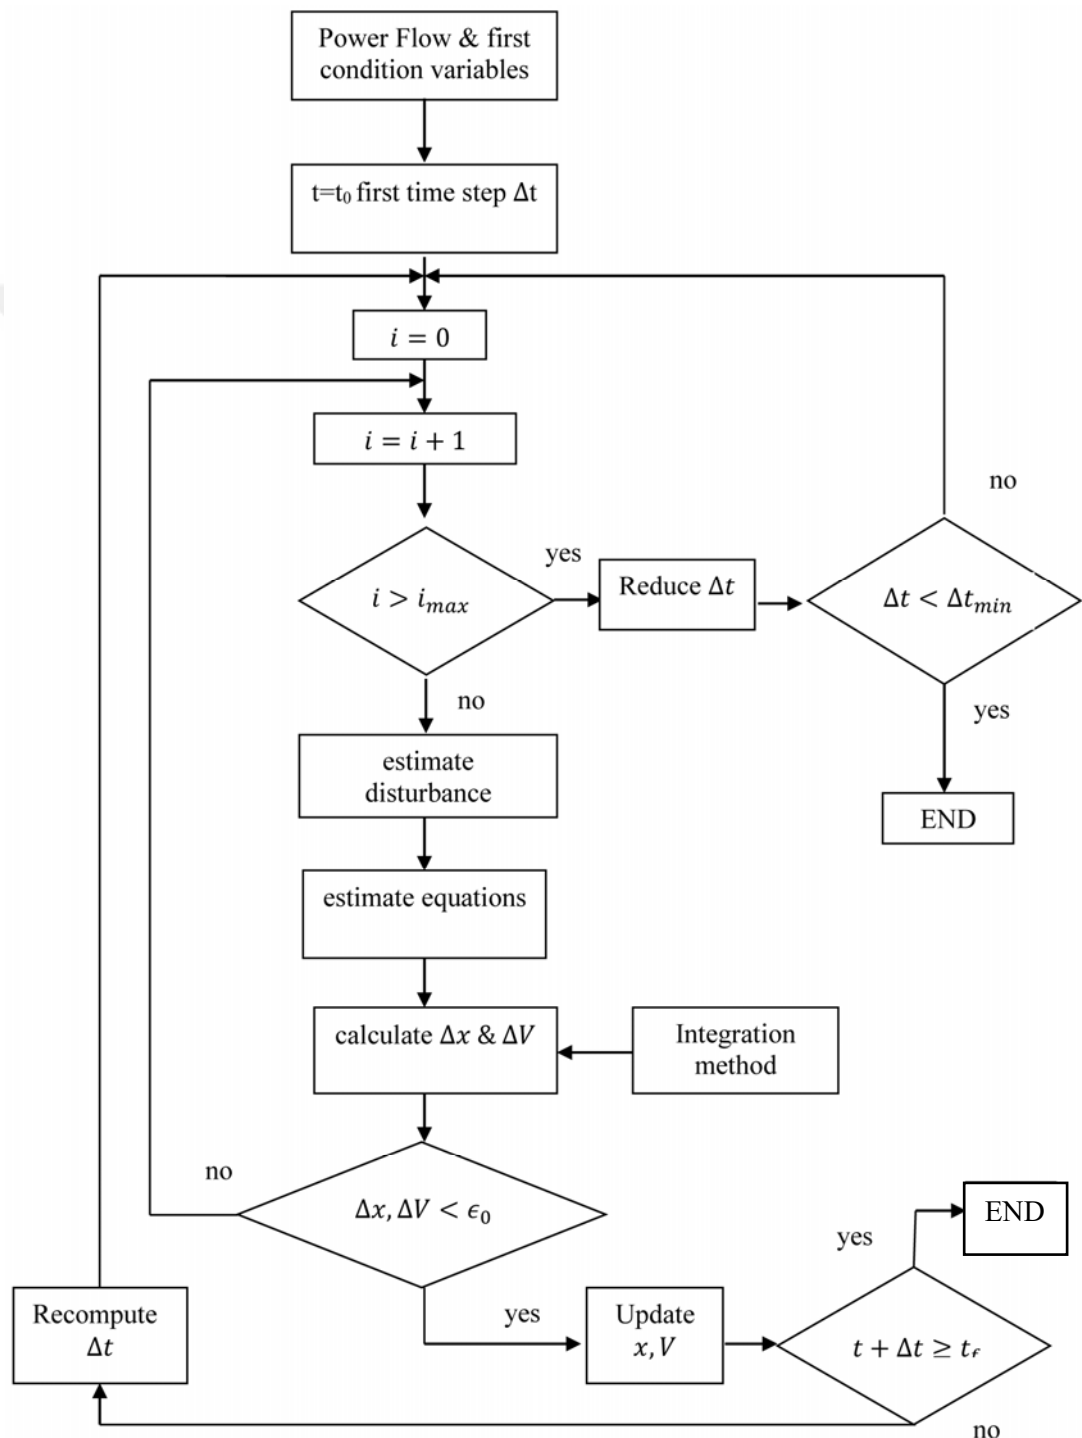 Power Flow & first
condition variables
t=t₀ first time step Δt
i = 0
i = i + 1
no
yes
Reduce Δt
i > i_max
Δt < Δt_min
no
yes
estimate
disturbance
END
estimate equations
calculate Δx & ΔV
Integration
method
no
Δx, ΔV < ϵ₀
END
yes
yes
Recompute
Δt
Update
x, V
t + Δt ≥ t
no